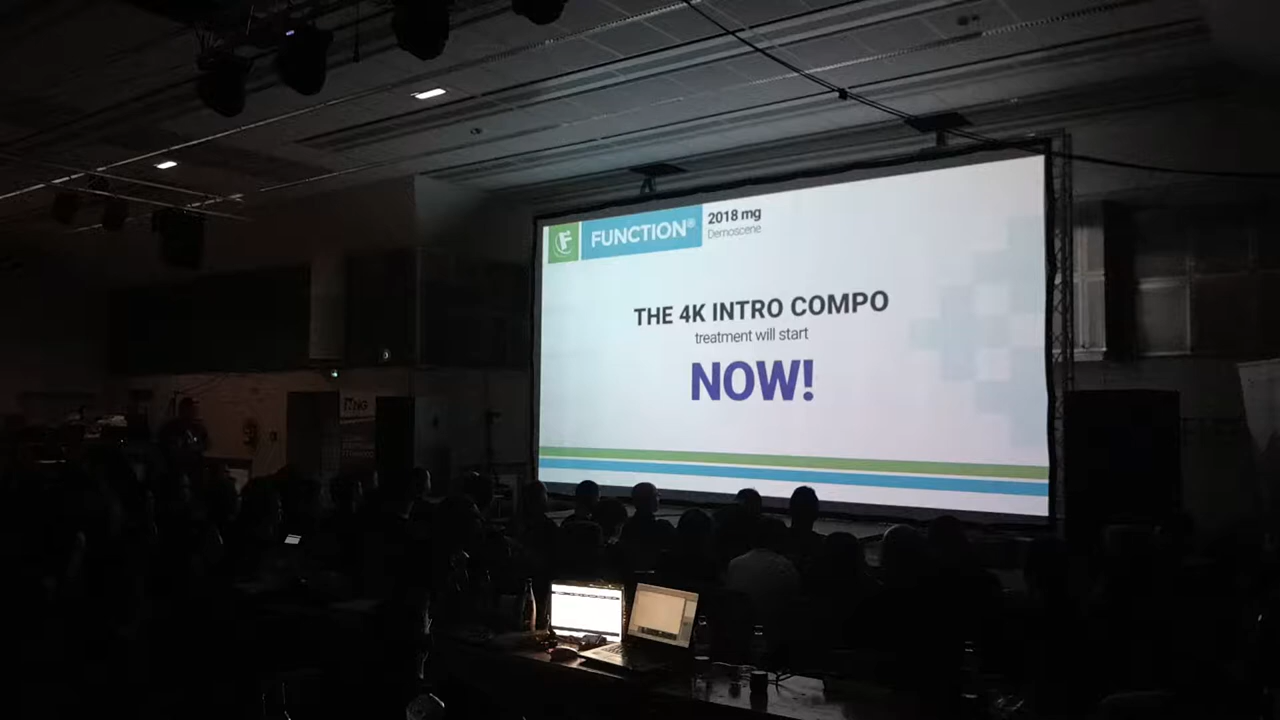 FUNCTION®
2018 mg
Demoscene
THE 4K INTRO COMPO
treatment will start
NOW!